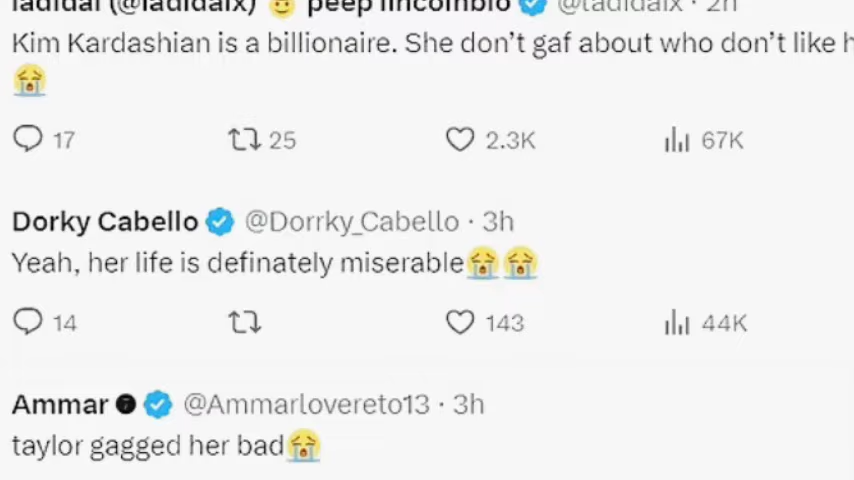 ladidai (@ladidaix) 🙂 peep lincolnbio @ladidaix · 2h
Kim Kardashian is a billionaire. She don't gaf about who don't like
😭
17 25 2.3K 67K
Dorky Cabello @Dorrky_Cabello · 3h
Yeah, her life is definately miserable😭😭
14 143 44K
Ammar @Ammarlovereto13 · 3h
taylor gagged her bad😭